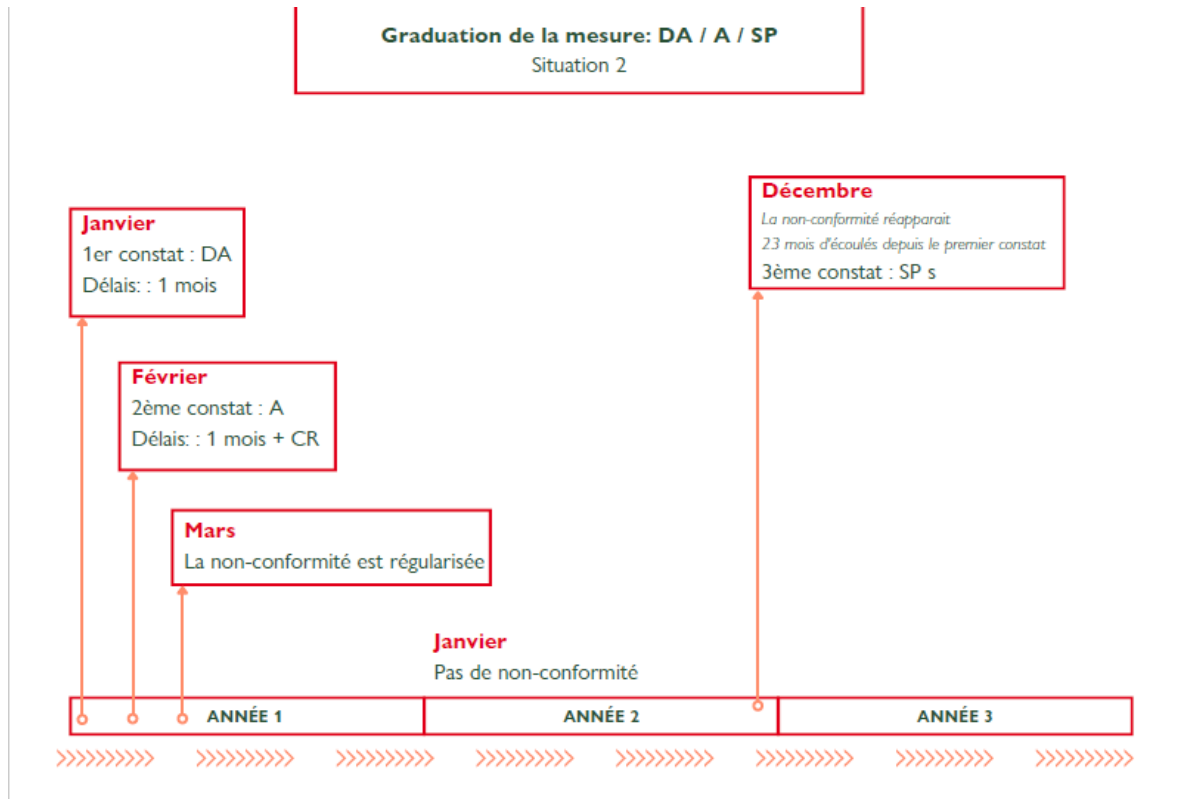 Graduation de la mesure: DA / A / SP
Situation 2
Janvier
1er constat : DA
Délais: : 1 mois
Février
2ème constat : A
Délais: : 1 mois + CR
Mars
La non-conformité est régularisée
Janvier
Pas de non-conformité
Décembre
La non-conformité réapparait
23 mois d'écoulés depuis le premier constat
3ème constat : SP s
ANNÉE 1
ANNÉE 2
ANNÉE 3